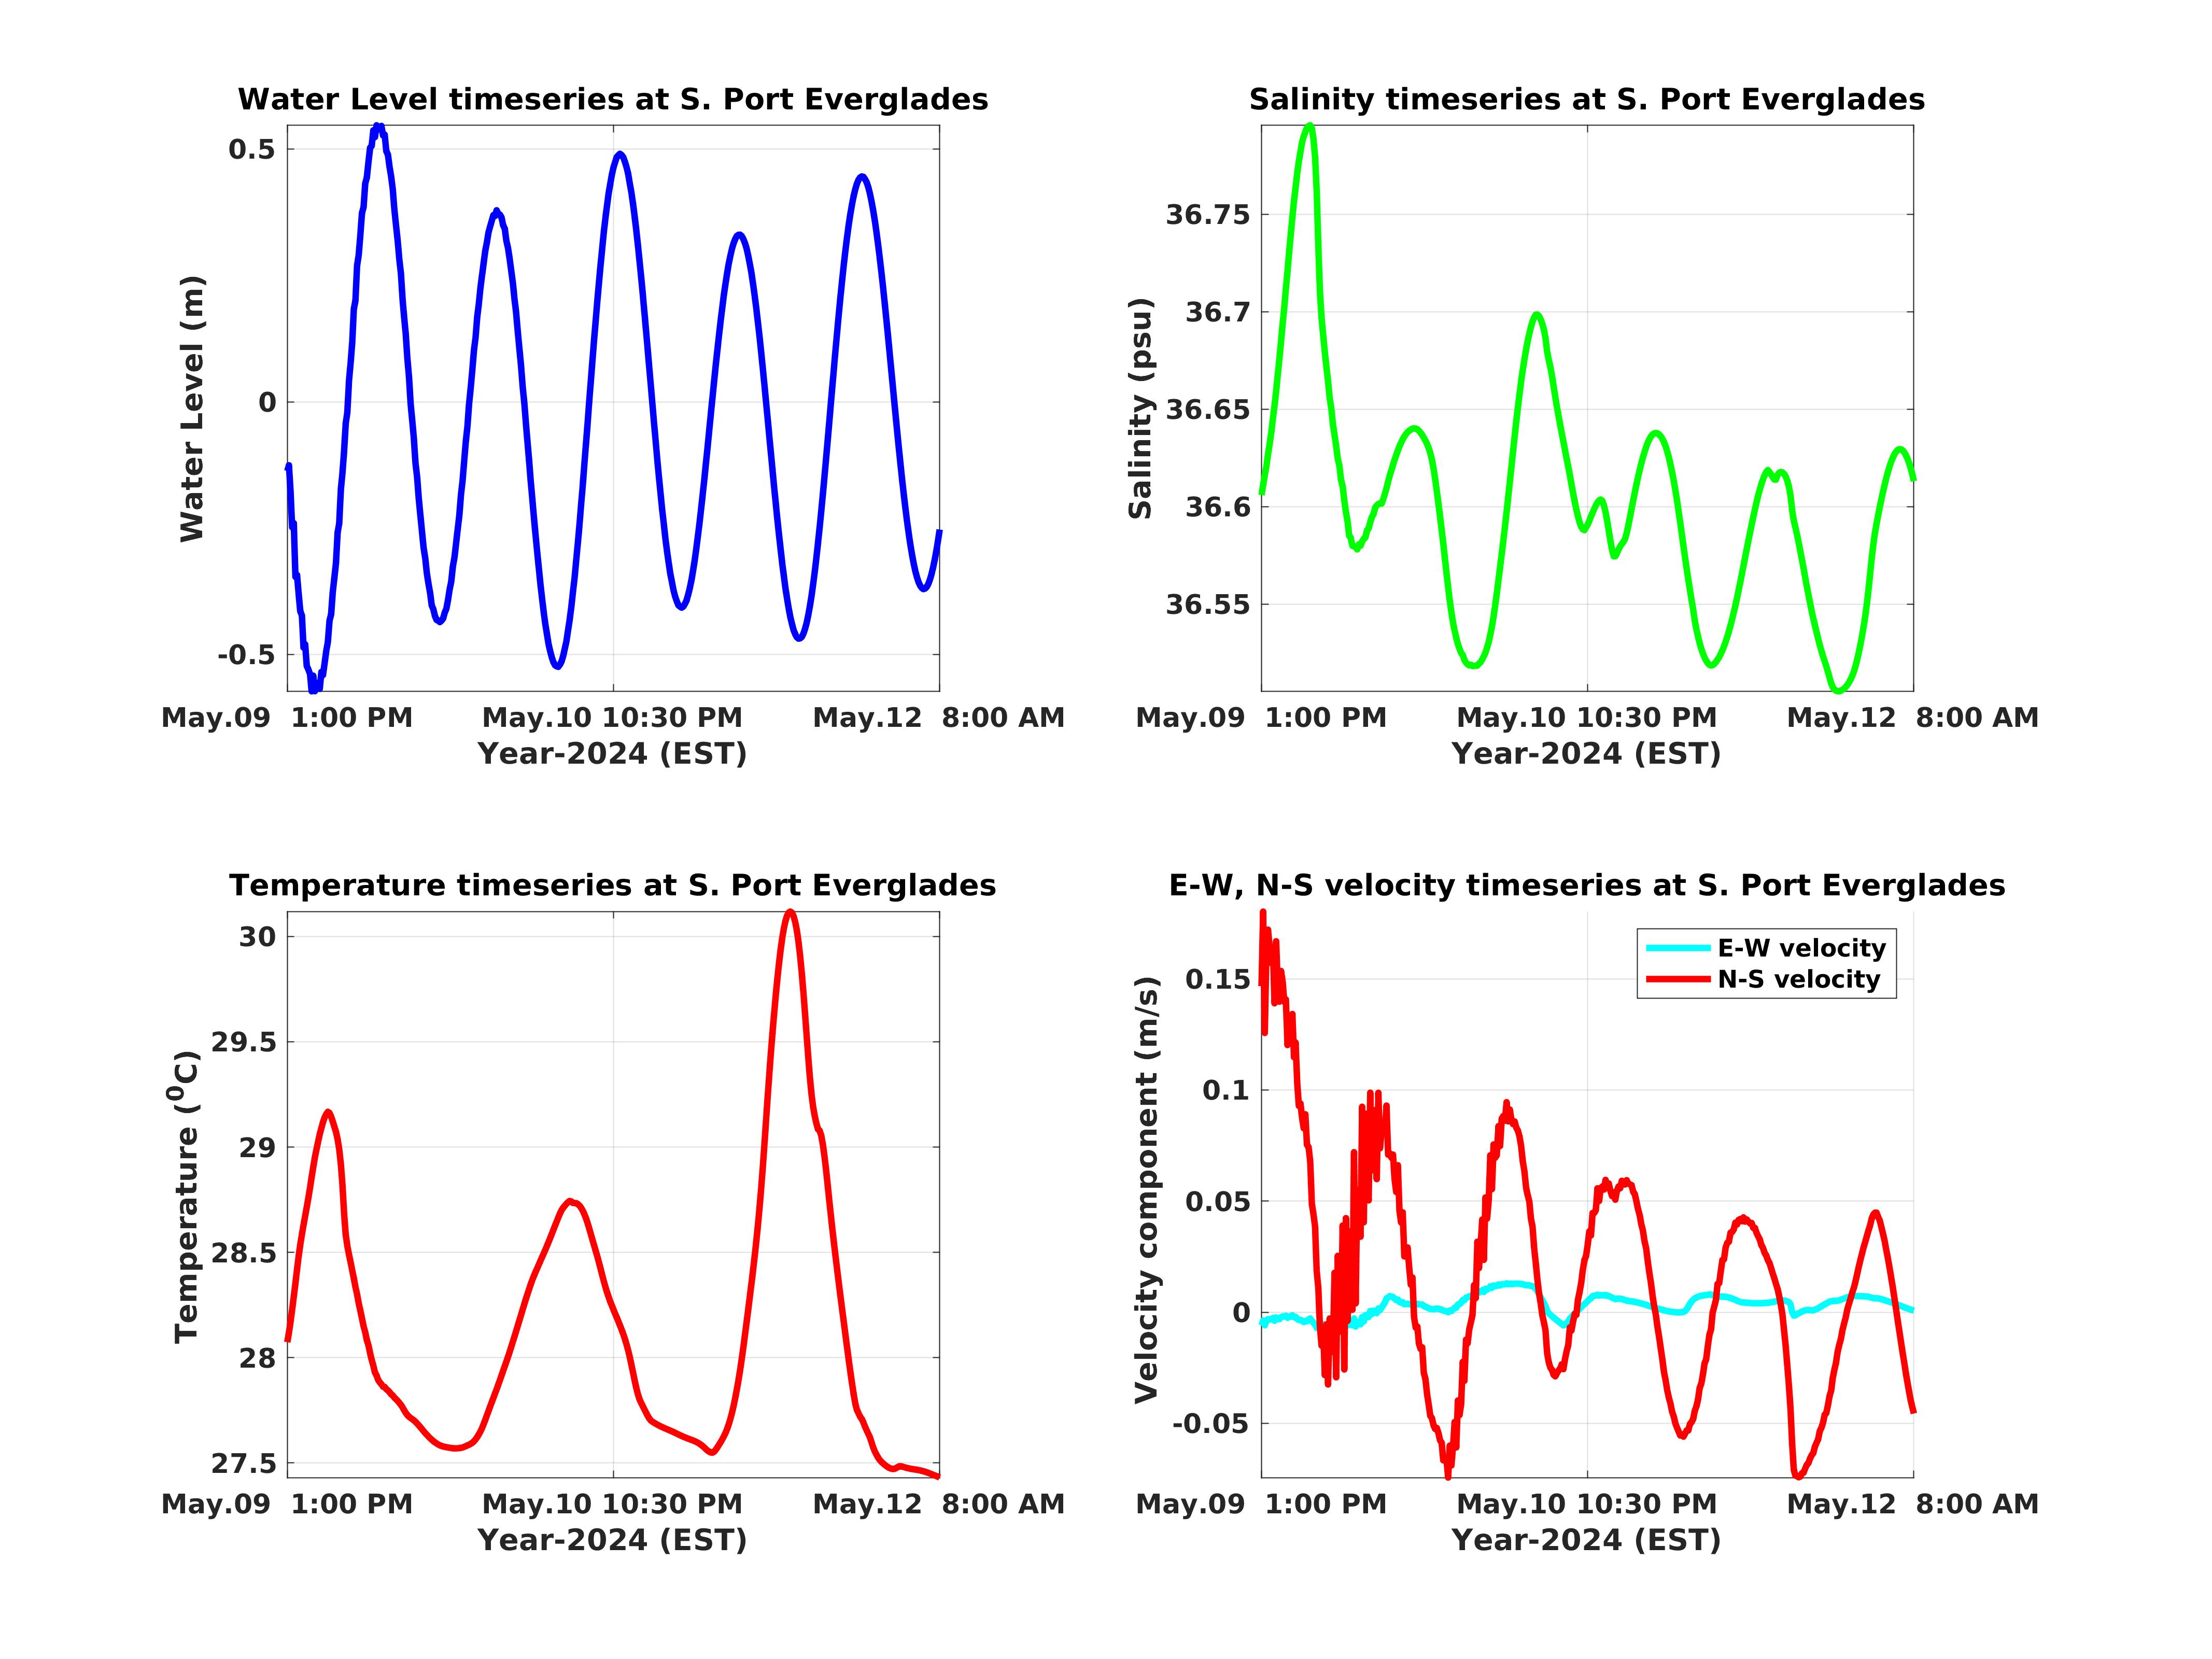 Water Level timeseries at S. Port Everglades
Water Level (m)
0.5
0
-0.5
May.09 1:00 PM May.10 10:30 PM May.12 8:00 AM
Year-2024 (EST)
Salinity timeseries at S. Port Everglades
Salinity (psu)
36.75
36.7
36.65
36.6
36.55
May.09 1:00 PM May.10 10:30 PM May.12 8:00 AM
Year-2024 (EST)
Temperature timeseries at S. Port Everglades
Temperature (⁰C)
30
29.5
29
28.5
28
27.5
May.09 1:00 PM May.10 10:30 PM May.12 8:00 AM
Year-2024 (EST)
E-W, N-S velocity timeseries at S. Port Everglades
Velocity component (m/s)
E-W velocity
N-S velocity
0.15
0.1
0.05
0
-0.05
May.09 1:00 PM May.10 10:30 PM May.12 8:00 AM
Year-2024 (EST)